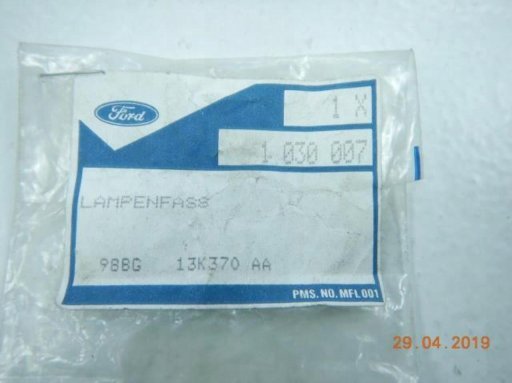 Ford
1 X
1 030 007
LAMPENFASS
98BG 13K370 AA
PMS. NO. MFL 001
29.04.2019